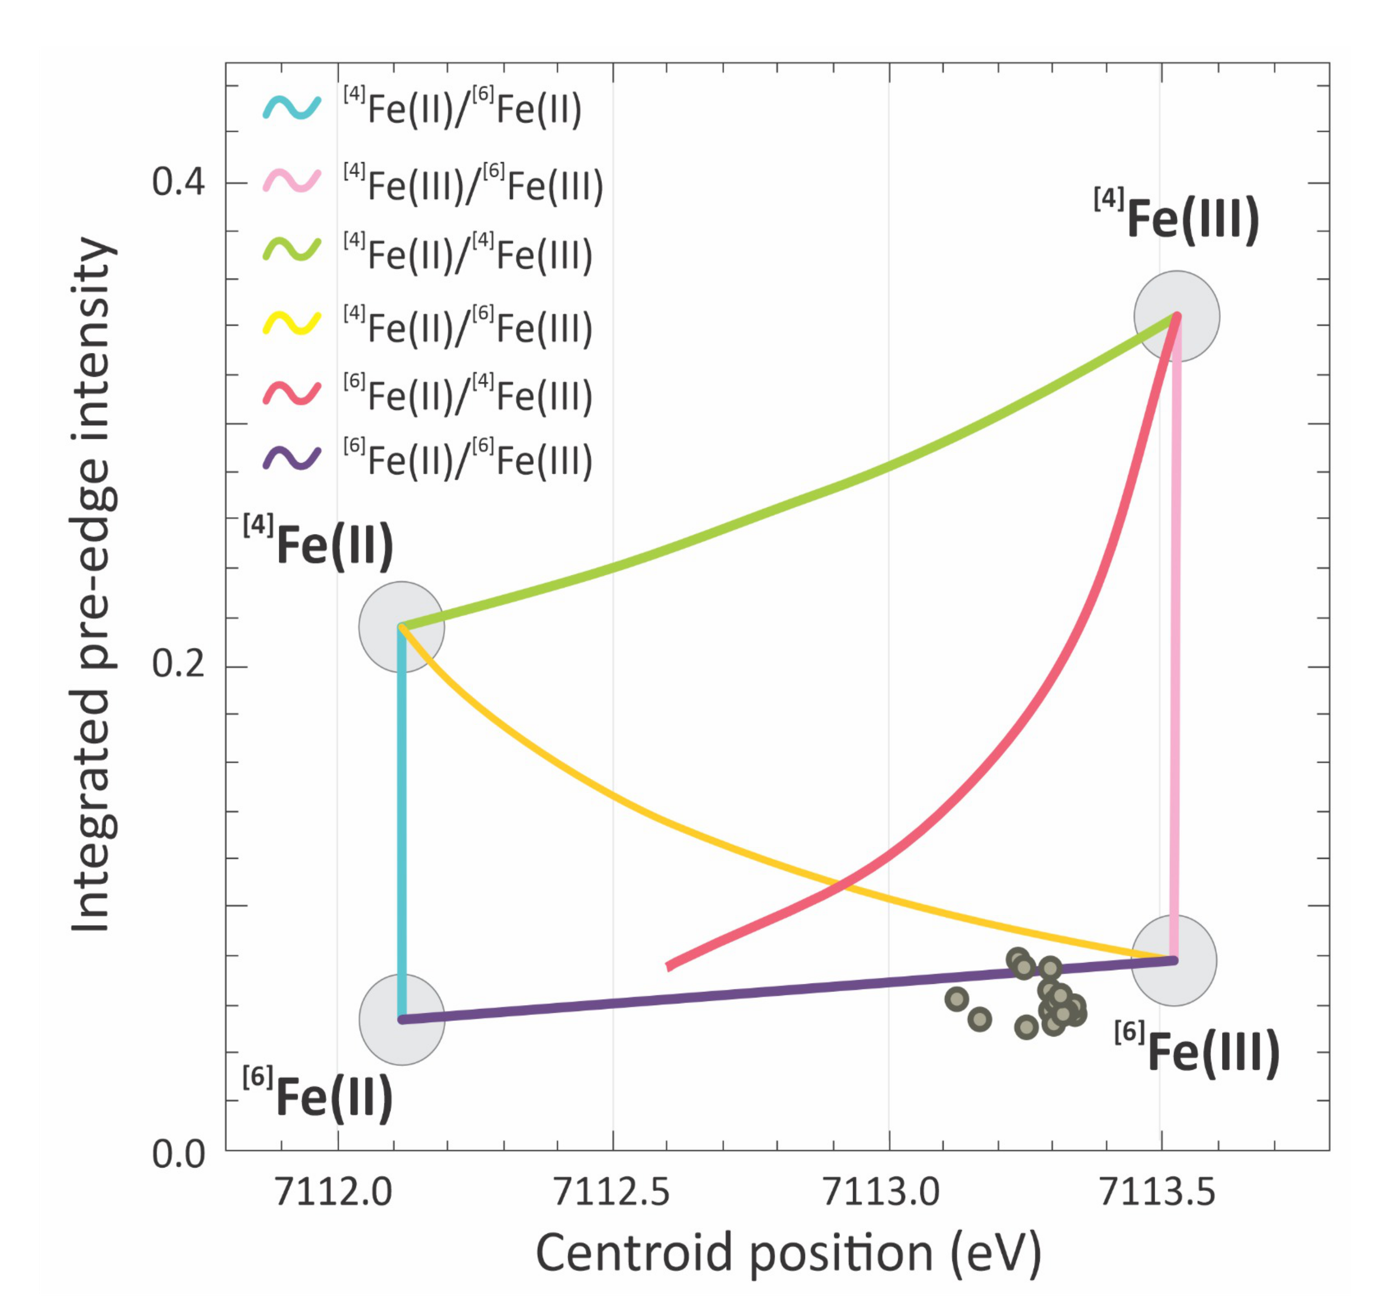 [4]Fe(II)/[6]Fe(II)
[4]Fe(III)/[6]Fe(III)
[4]Fe(II)/[4]Fe(III)
[4]Fe(II)/[6]Fe(III)
[6]Fe(II)/[4]Fe(III)
[6]Fe(II)/[6]Fe(III)
[4]Fe(III)
[4]Fe(II)
[6]Fe(II)
[6]Fe(III)
Integrated pre-edge intensity
0.4
0.2
0.0
7112.0 7112.5 7113.0 7113.5
Centroid position (eV)